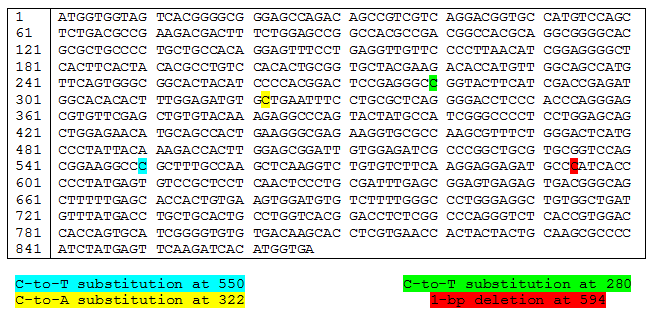 1 ATGGTGGTAG TCACGGGGCG GGAGCCAGAC AGCCGTCGTC AGGACGGTGC CATGTCCAGC
61 TCTGACGCCG AAGACGACTT TCTGGAGCCG GCCACGCCGA CGGCCACGCA GGCGGGGCAC
121 GCGCTGCCCC TGCTGCCACA GGAGTTTCCT GAGGTTGTTC CCCTTAACAT CGGAGGGGCT
181 CACTTCACTA CACGCCTGTC CACACTGCGG TGCTACGAAG ACACCATGTT GGCAGCCATG
241 TTCAGTGGGC GGCACTACAT CCCCACGGAC TCCGAGGGCC GGTACTTCAT CGACCGAGAT
301 GGCACACACT TTGGAGATGT GCTGAATTTC CTGCGCTCAG GGGACCTCCC ACCCAGGGAG
361 CGTGTTCGAG CTGTGTACAA AGAGGCCCAG TACTATGCCA TCGGGCCCCT CCTGGAGCAG
421 CTGGAGAACA TGCAGCCACT GAAGGGCGAG AAGGTGCGCC AAGCGTTTCT GGGACTCATG
481 CCCTATTACA AAGACCACTT GGAGCGGATT GTGGAGATCG CCCGGCTGCG TGCGGTCCAG
541 CGGAAGGCCC GCTTTGCCAA GCTCAAGGTC TGTGTCTTCA AGGAGGAGAT GCCCATCACC
601 CCCTATGAGT GTCCGCTCCT CAACTCCCTG CGATTTGAGC GGAGTGAGAG TGACGGGCAG
661 CTTTTTGAGC ACCACTGTGA AGTGGATGTG TCTTTTGGGC CCTGGGAGGC TGTGGCTGAT
721 GTTTATGACC TGCTGCACTG CCTGGTCACG GACCTCTCGG CCCAGGGTCT CACCGTGGAC
781 CACCAGTGCA TCGGGGTGTG TGACAAGCAC CTCGTGAACC ACTACTACTG CAAGCGCCCC
841 ATCTATGAGT TCAAGATCAC ATGGTGA
C-to-T substitution at 550 C-to-T substitution at 280
C-to-A substitution at 322 1-bp deletion at 594